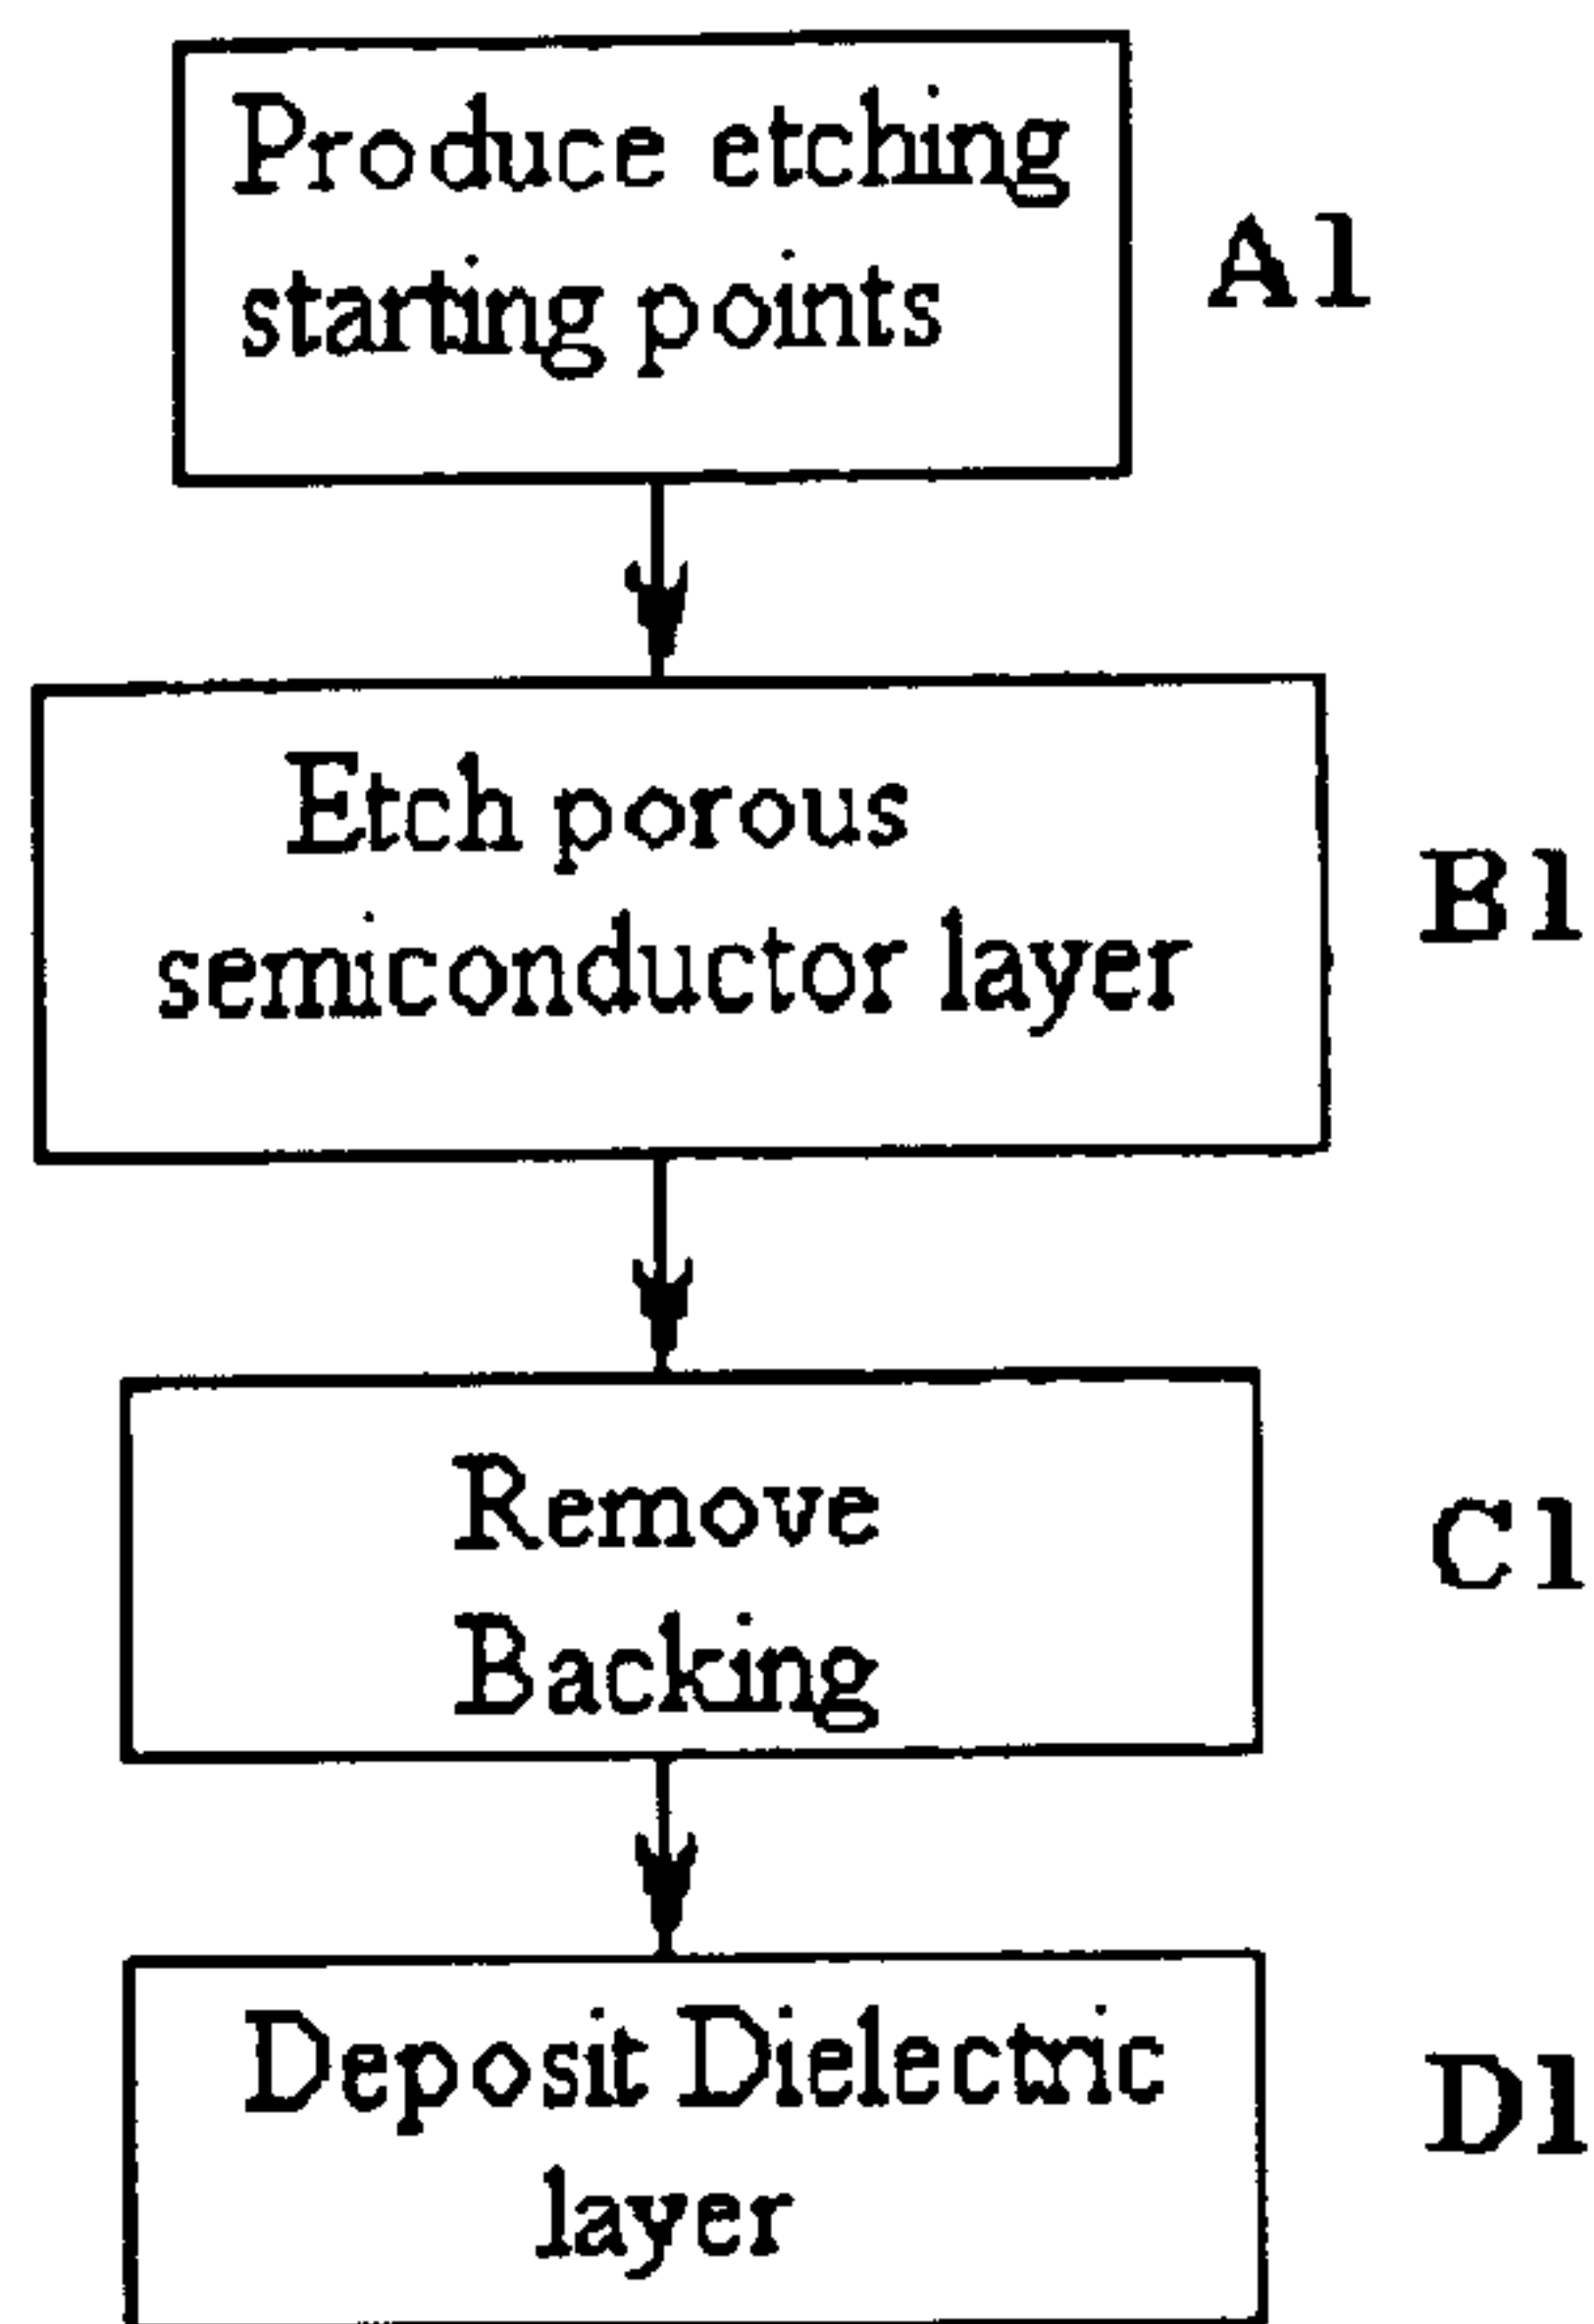 Produce etching
starting points
A1
Etch porous
semiconductor layer
B1
Remove
Backing
C1
Deposit Dielectric
layer
D1